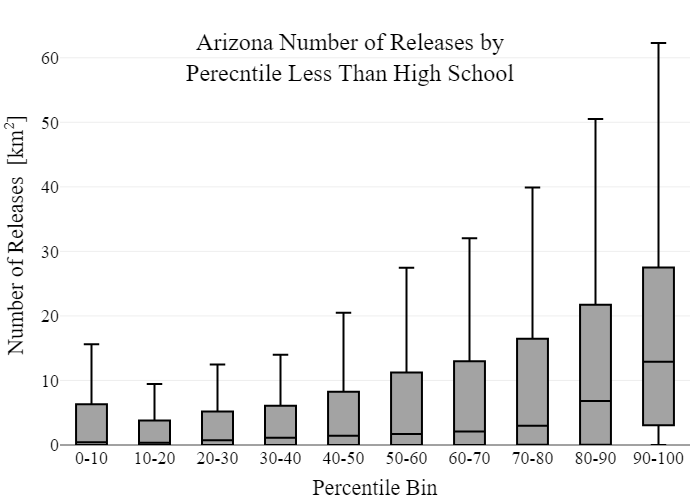 Arizona Number of Releases by
Perecntile Less Than High School
Number of Releases [km²]
60
50
40
30
20
10
0
0-10 10-20 20-30 30-40 40-50 50-60 60-70 70-80 80-90 90-100
Percentile Bin